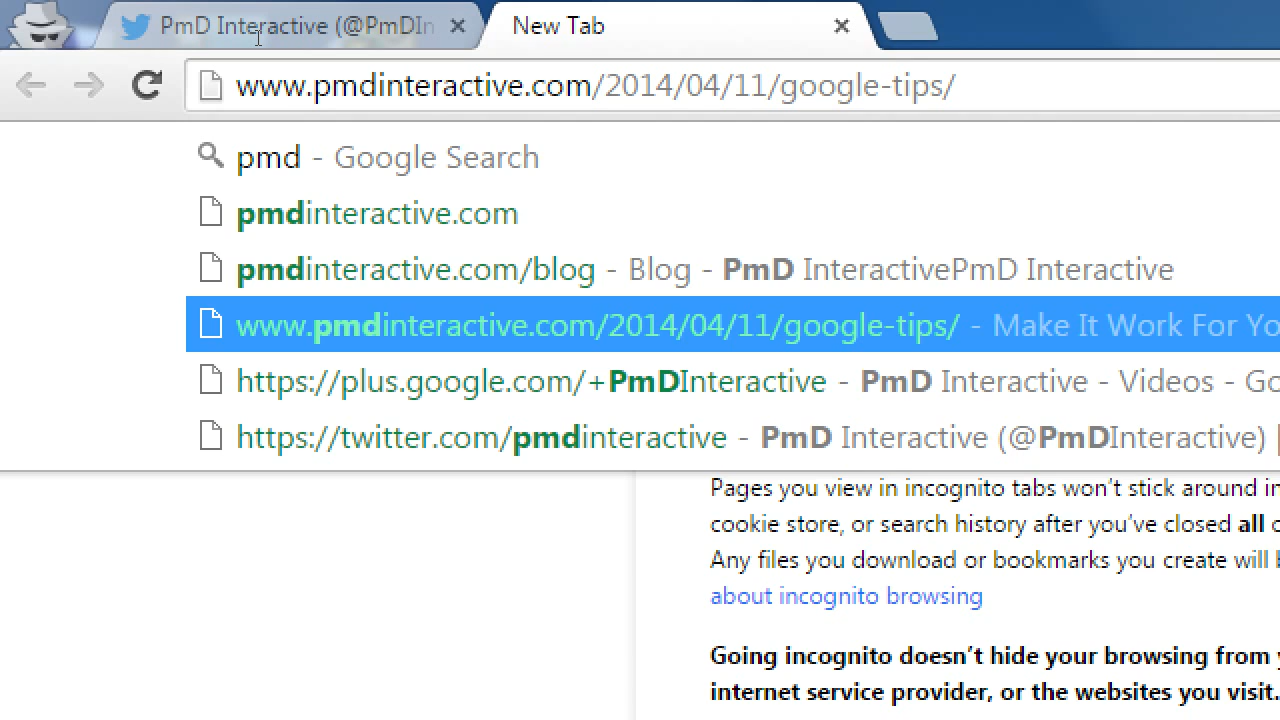 PmD Interactive (@PmDIn
New Tab
www.pmdinteractive.com/2014/04/11/google-tips/
pmd - Google Search
pmdinteractive.com
pmdinteractive.com/blog - Blog - PmD InteractivePmD Interactive
www.pmdinteractive.com/2014/04/11/google-tips/ - Make It Work For Yo
https://plus.google.com/+PmDInteractive - PmD Interactive - Videos - Go
https://twitter.com/pmdinteractive - PmD Interactive (@PmDInteractive) |
Pages you view in incognito tabs won't stick around in
cookie store, or search history after you've closed all
Any files you download or bookmarks you create will
about incognito browsing
Going incognito doesn't hide your browsing from
internet service provider, or the websites you visit.